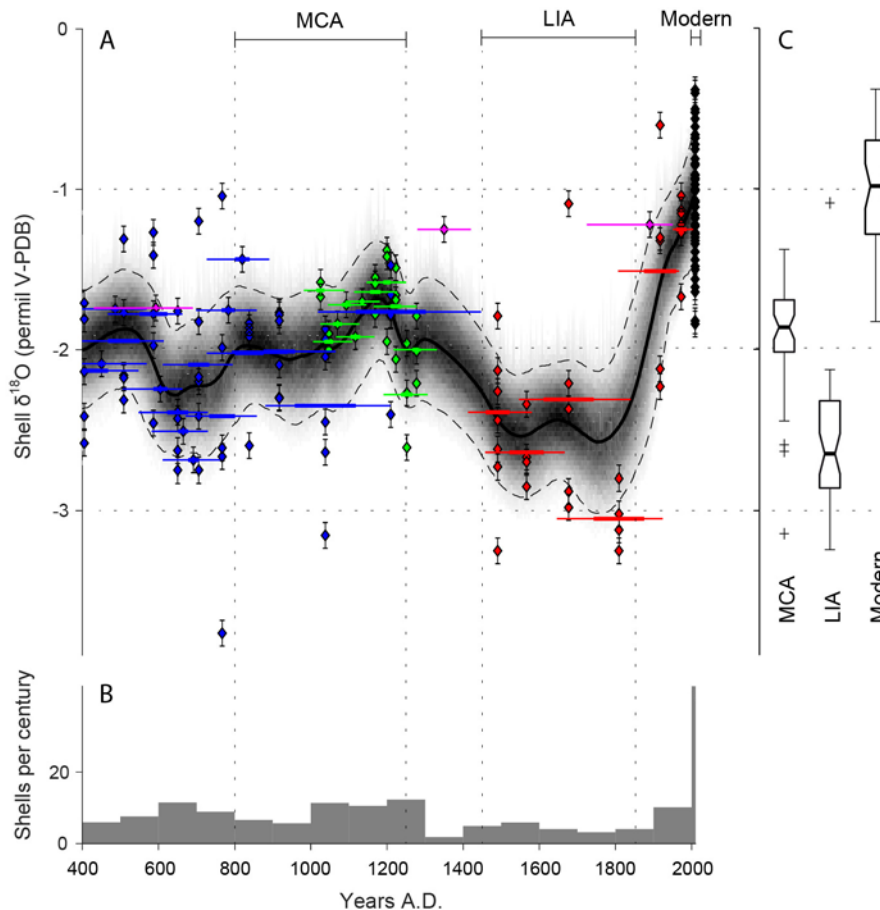 MCA LIA Modern
A C
0
-1
-2
-3
Shell δ¹⁸O (permil V-PDB)
MCA
LIA
Modern
B
Shells per century
20
0
400 600 800 1000 1200 1400 1600 1800 2000
Years A.D.